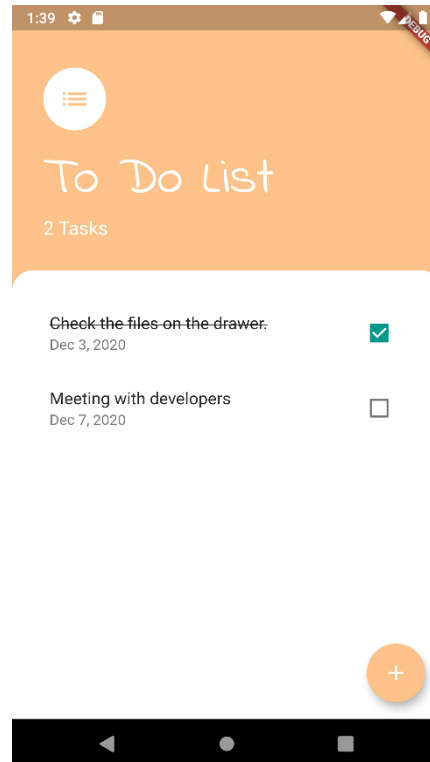 1:39
DEBUG
To Do List
2 Tasks
Check the files on the drawer.
Dec 3, 2020
Meeting with developers
Dec 7, 2020
+